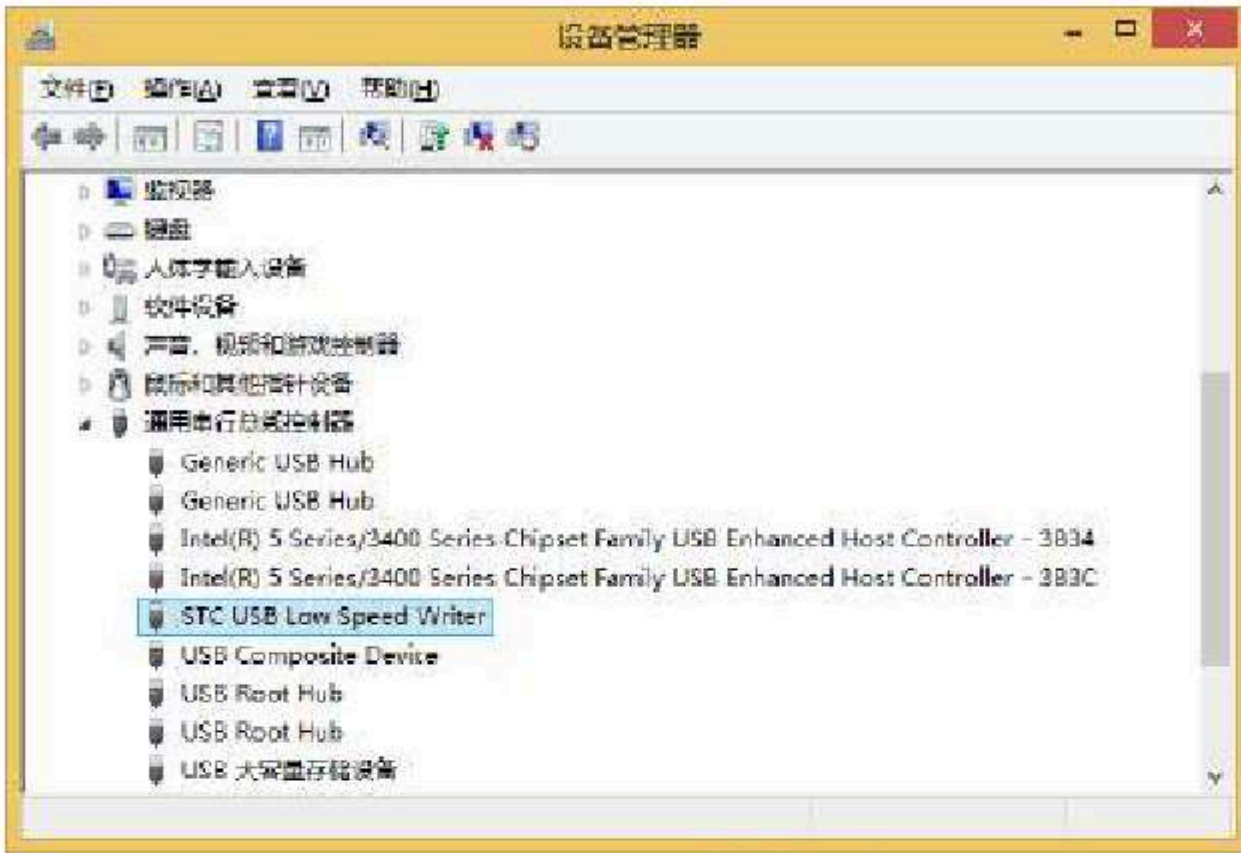 设备管理器
文件(F) 操作(A) 查看(V) 帮助(H)
监视器
键盘
人体学输入设备
软件设备
声音、视频和游戏控制器
鼠标和其他指针设备
通用串行总线控制器
Generic USB Hub
Generic USB Hub
Intel(R) 5 Series/3400 Series Chipset Family USB Enhanced Host Controller - 3B34
Intel(R) 5 Series/3400 Series Chipset Family USB Enhanced Host Controller - 3B3C
STC USB Low Speed Writer
USB Composite Device
USB Root Hub
USB Root Hub
USB 大容量存储设备